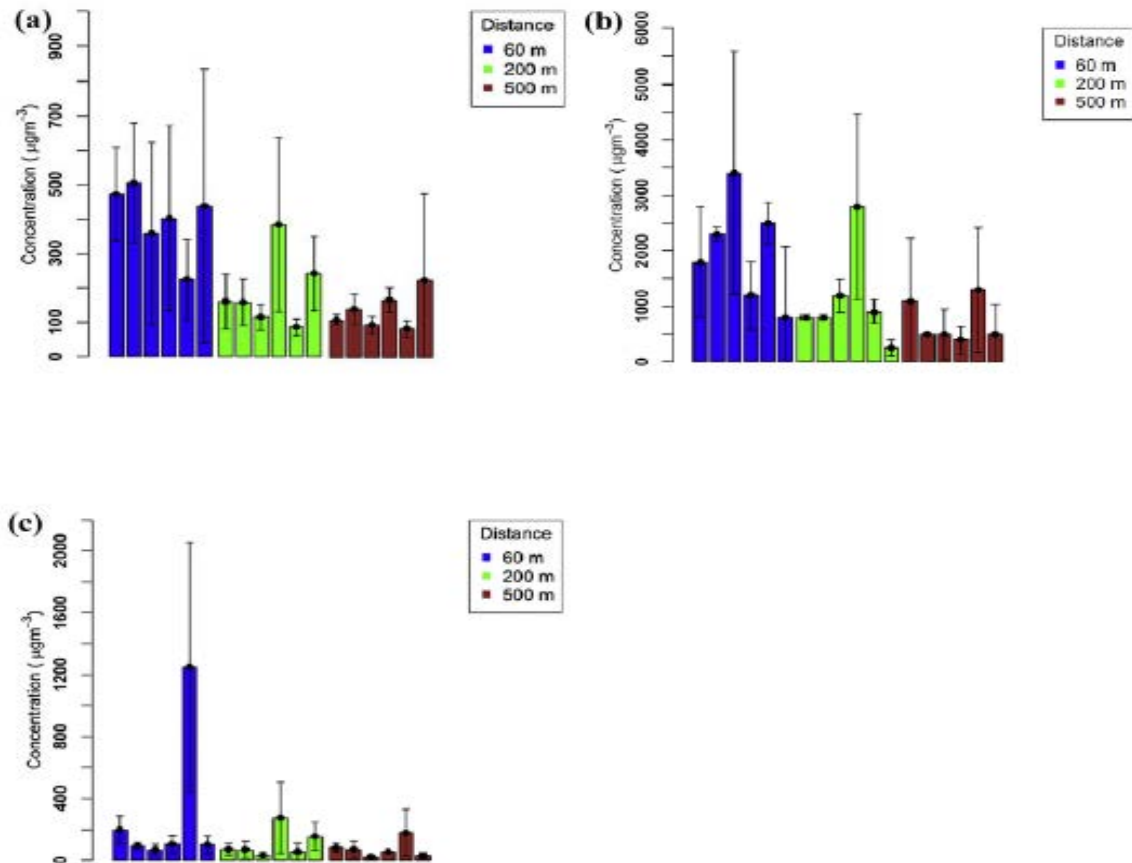 (a)
Concentration ( µgm⁻³)
0 100 300 500 700 900
Distance
60 m
200 m
500 m
(b)
Concentration ( µgm⁻³)
0 1000 2000 3000 4000 5000 6000
Distance
60 m
200 m
500 m
(c)
Concentration ( µgm⁻³)
0 400 800 1200 1600 2000
Distance
60 m
200 m
500 m